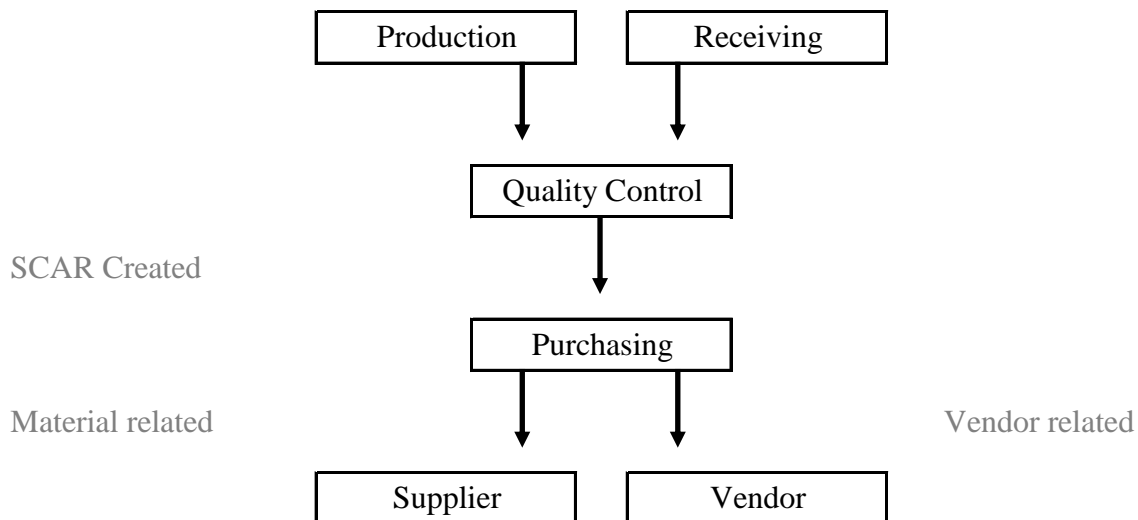 Production
Receiving
Quality Control
SCAR Created
Purchasing
Material related
Vendor related
Supplier
Vendor